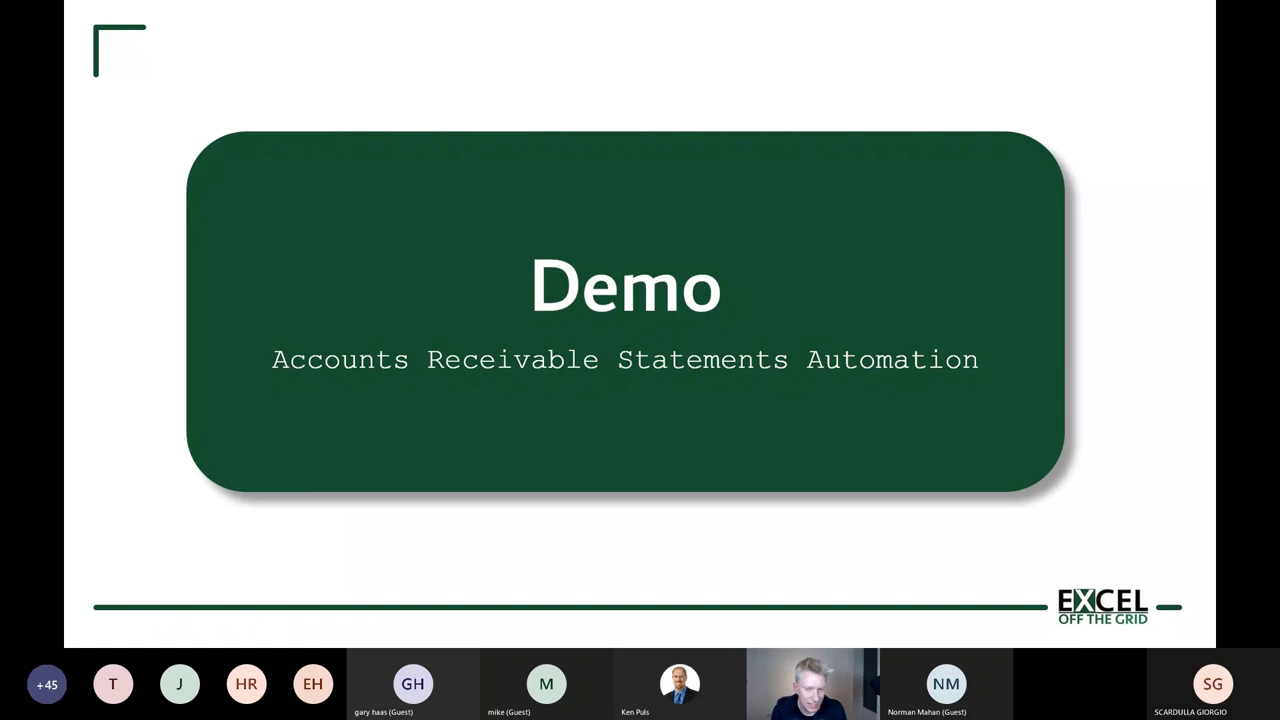 Demo
Accounts Receivable Statements Automation
EXCEL
OFF THE GRID
+45
T
J
HR
EH
GH
gary haas (Guest)
M
mike (Guest)
Ken Puls
NM
Norman Mahan (Guest)
SG
SCARDULLA GIORGIO